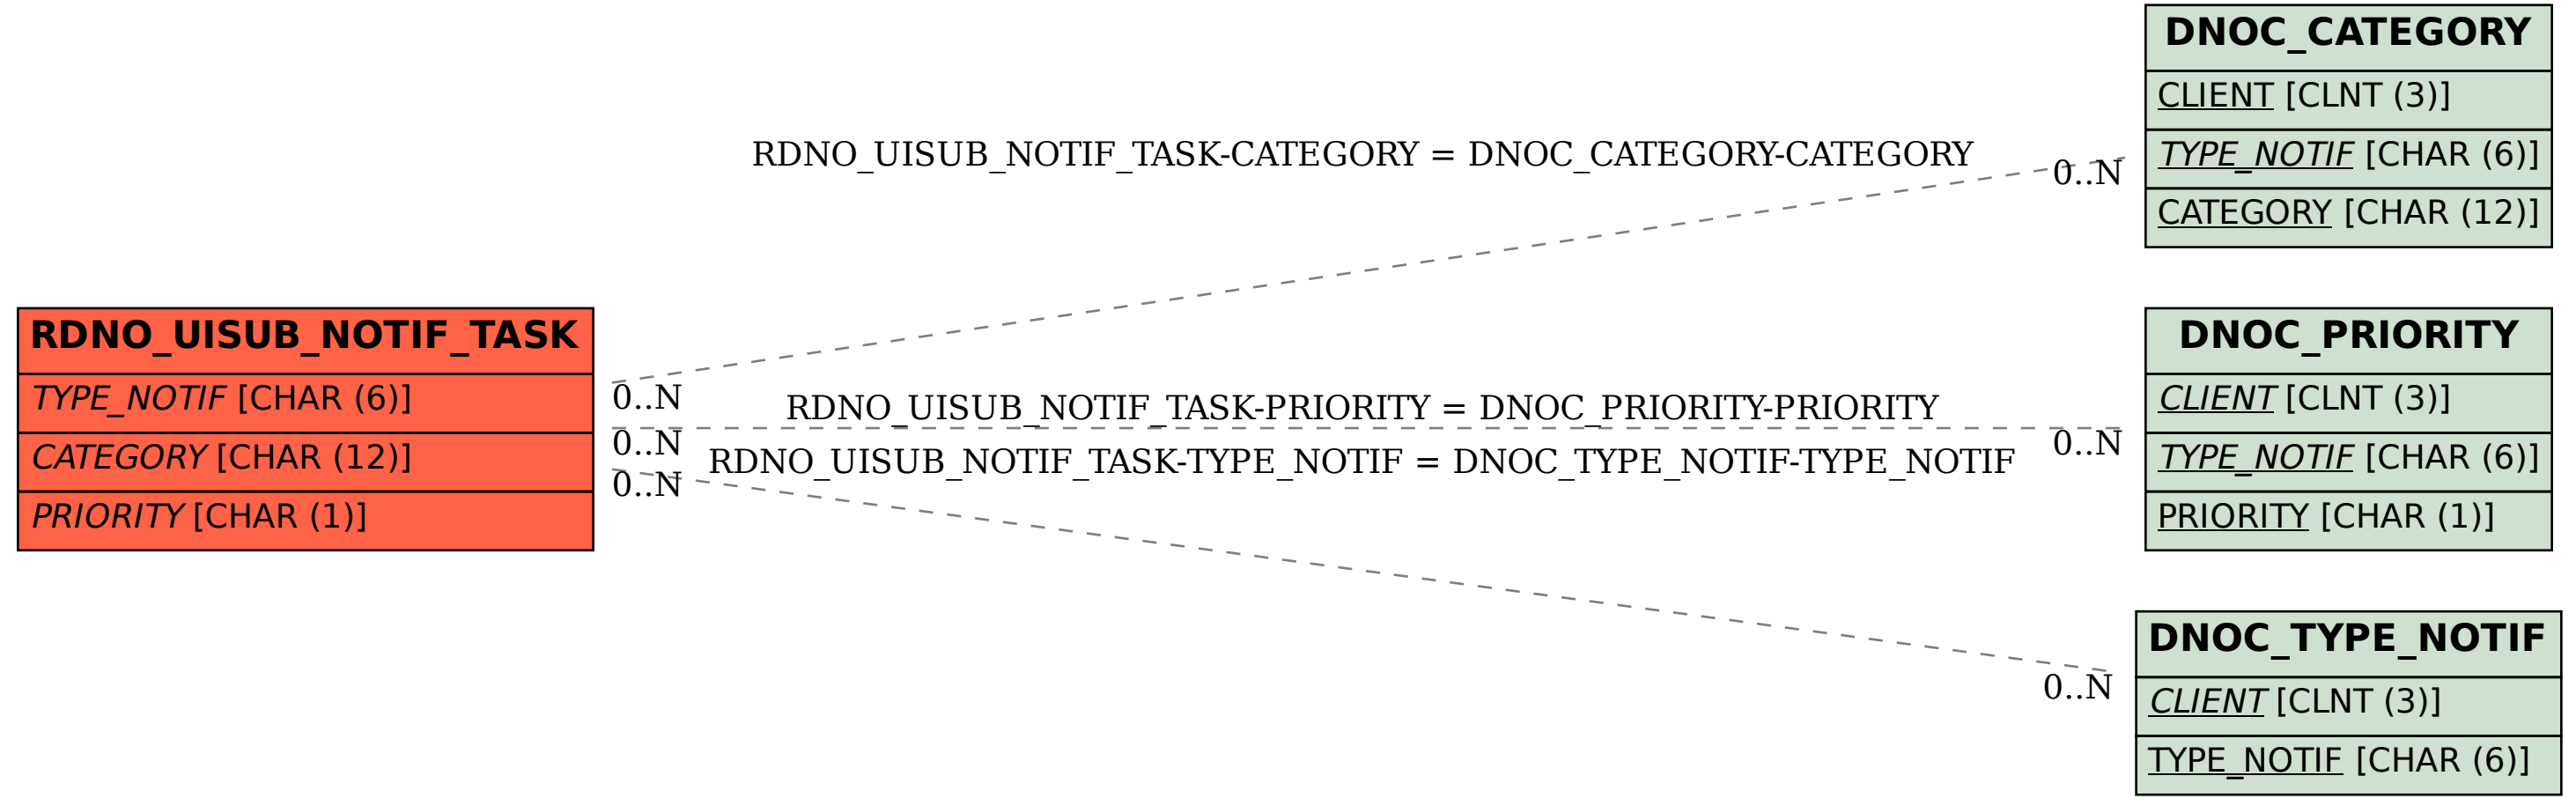 DNOC_CATEGORY
CLIENT [CLNT (3)]
TYPE_NOTIF [CHAR (6)]
CATEGORY [CHAR (12)]
RDNO_UISUB_NOTIF_TASK-CATEGORY = DNOC_CATEGORY-CATEGORY
0..N
0..N
RDNO_UISUB_NOTIF_TASK
TYPE_NOTIF [CHAR (6)]
CATEGORY [CHAR (12)]
PRIORITY [CHAR (1)]
RDNO_UISUB_NOTIF_TASK-PRIORITY = DNOC_PRIORITY-PRIORITY
0..N
0..N
DNOC_PRIORITY
CLIENT [CLNT (3)]
TYPE_NOTIF [CHAR (6)]
PRIORITY [CHAR (1)]
RDNO_UISUB_NOTIF_TASK-TYPE_NOTIF = DNOC_TYPE_NOTIF-TYPE_NOTIF
0..N
0..N
DNOC_TYPE_NOTIF
CLIENT [CLNT (3)]
TYPE_NOTIF [CHAR (6)]